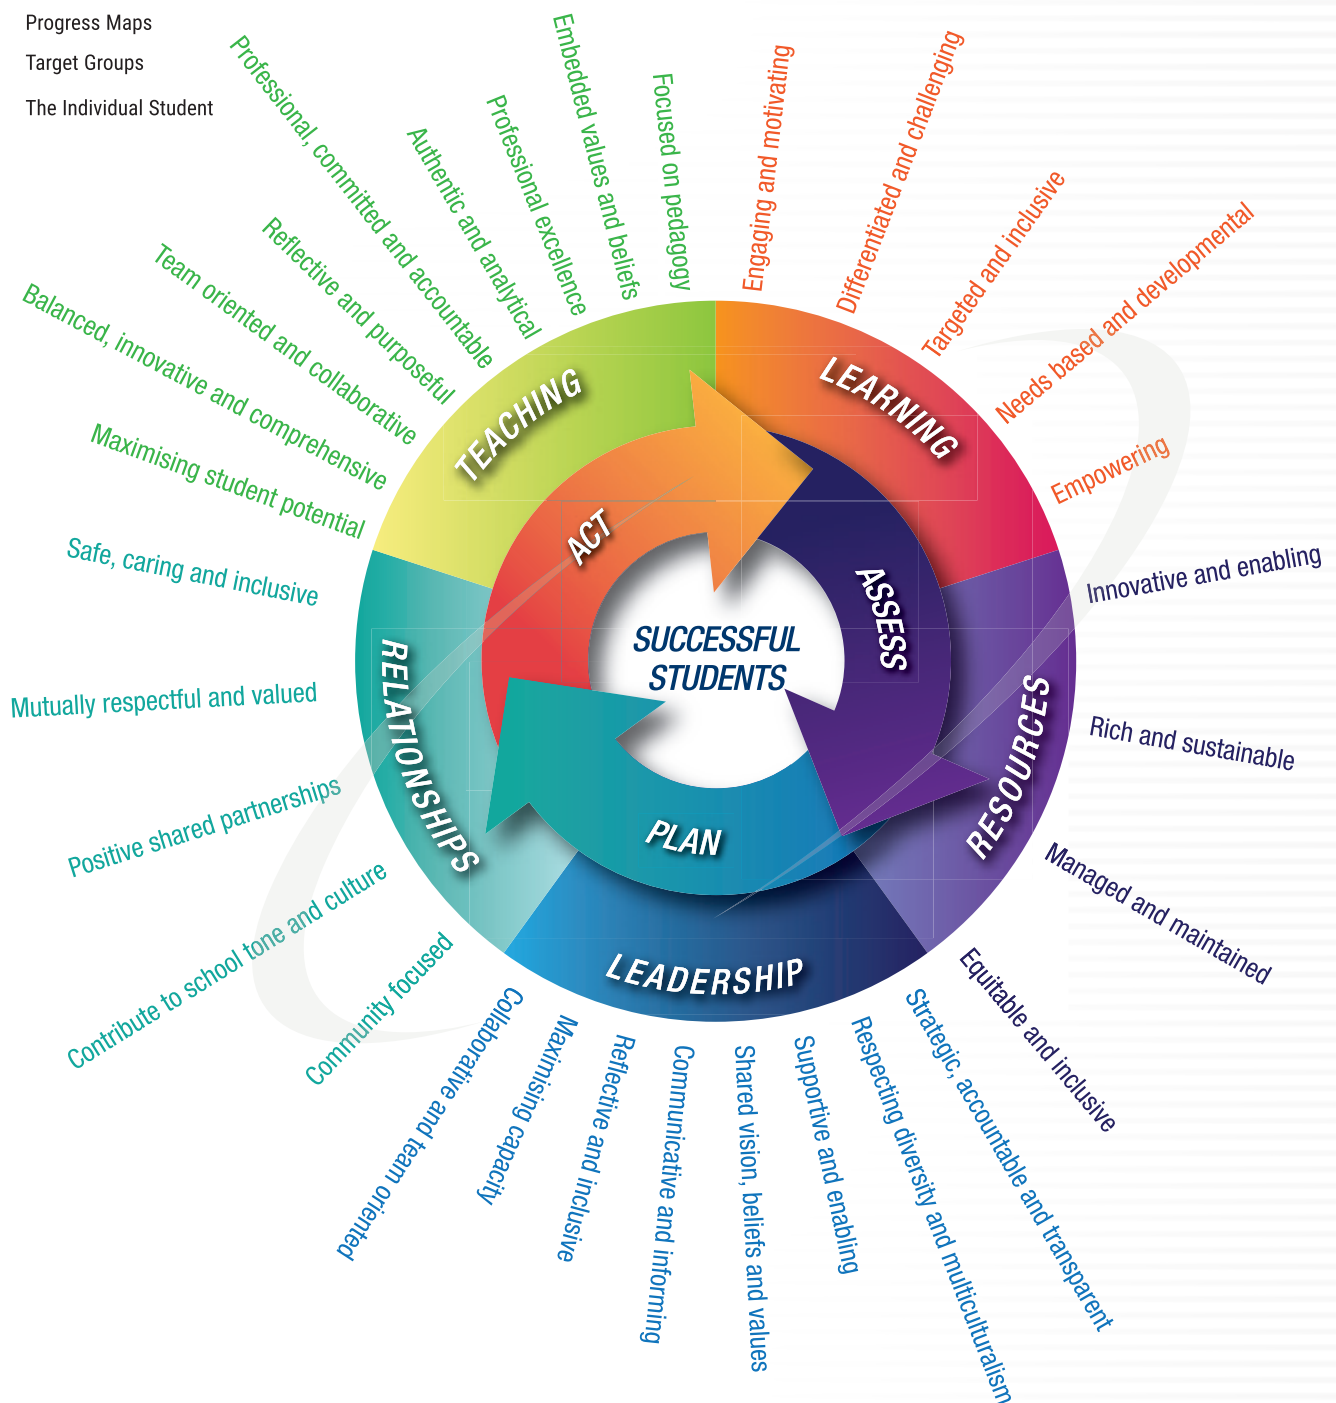 Progress Maps
Target Groups
The Individual Student
Maximising student potential
Balanced, innovative and comprehensive
Team oriented and collaborative
Reflective and purposeful
Professional, committed and accountable
Authentic and analytical
Professional excellence
Embedded values and beliefs
Focused on pedagogy
Engaging and motivating
Differentiated and challenging
Targeted and inclusive
Needs based and developmental
Empowering
Innovative and enabling
Rich and sustainable
Managed and maintained
Equitable and inclusive
Strategic, accountable and transparent
Respecting diversity and multiculturalism
Supportive and enabling
Shared vision, beliefs and values
Communicative and informing
Reflective and inclusive
Maximising capacity
Collaborative and team oriented
Community focused
Contribute to school tone and culture
Positive shared partnerships
Mutually respectful and valued
Safe, caring and inclusive
TEACHING
LEARNING
RESOURCES
LEADERSHIP
RELATIONSHIPS
ACT
ASSESS
PLAN
SUCCESSFUL
STUDENTS